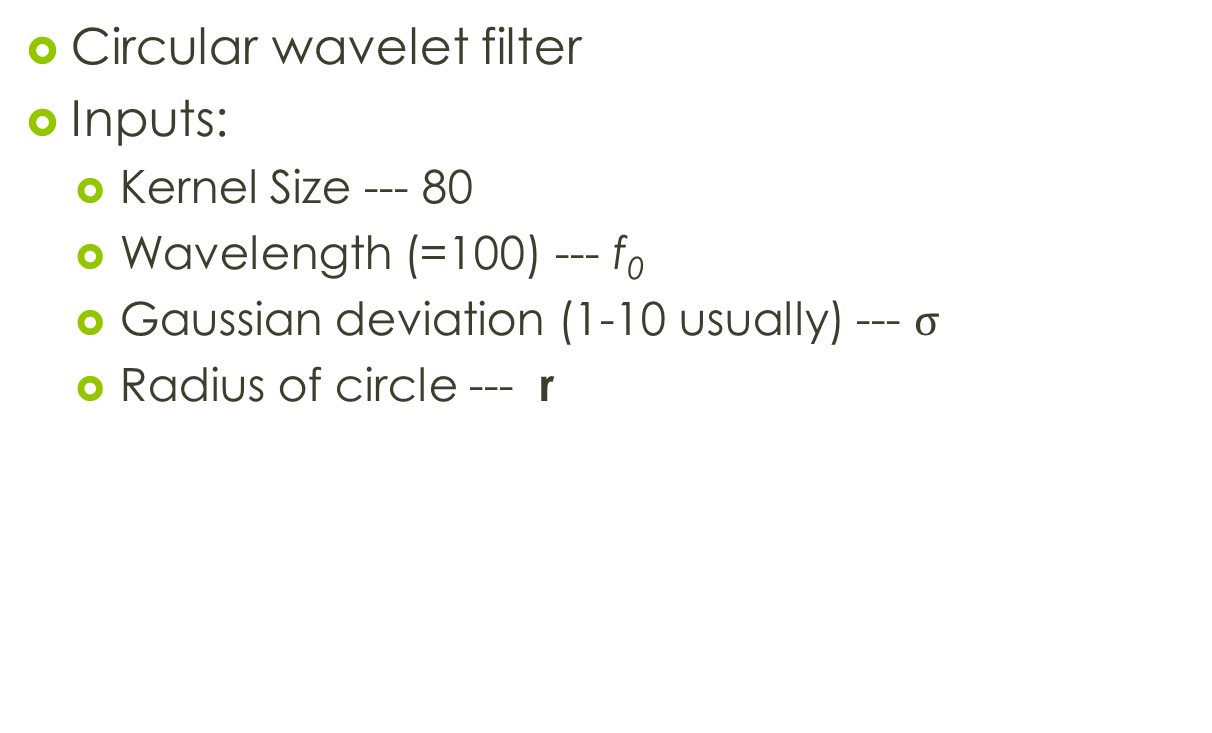 Circular wavelet filter
Inputs:
Kernel Size --- 80
Wavelength (=100) --- f0
Gaussian deviation (1-10 usually) --- σ
Radius of circle --- r